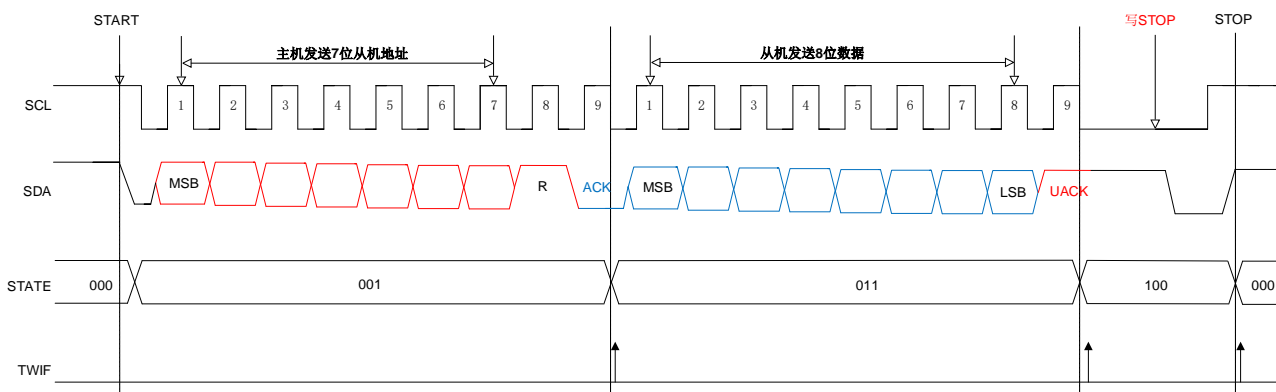 START 写STOP STOP
主机发送7位从机地址 从机发送8位数据
SCL 1 2 3 4 5 6 7 8 9 1 2 3 4 5 6 7 8 9
SDA MSB R ACK MSB LSB UACK
STATE 000 001 011 100 000
TWIF